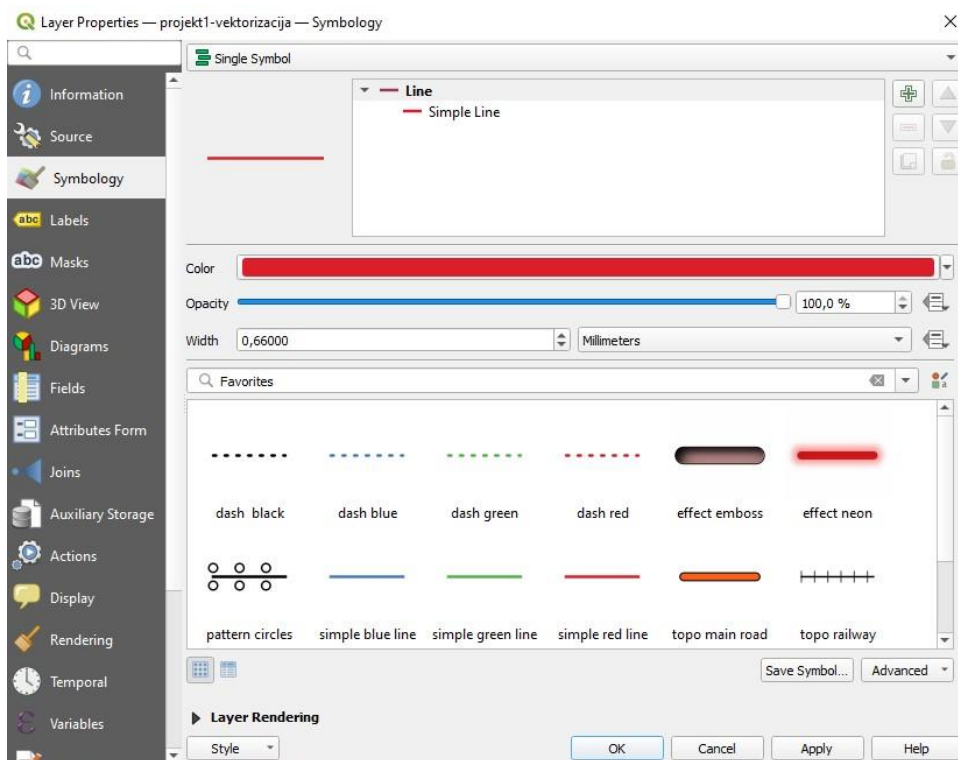 Layer Properties — projekt1-vektorizacija — Symbology
Single Symbol
Information
Source
Symbology
Labels
Masks
3D View
Diagrams
Fields
Attributes Form
Joins
Auxiliary Storage
Actions
Display
Rendering
Temporal
Variables
abc
abc
Line
Simple Line
Color
Opacity
100,0 %
Width
0,66000
Millimeters
Favorites
dash black
dash blue
dash green
dash red
effect emboss
effect neon
pattern circles
simple blue line
simple green line
simple red line
topo main road
topo railway
Save Symbol...
Advanced
Layer Rendering
Style
OK
Cancel
Apply
Help